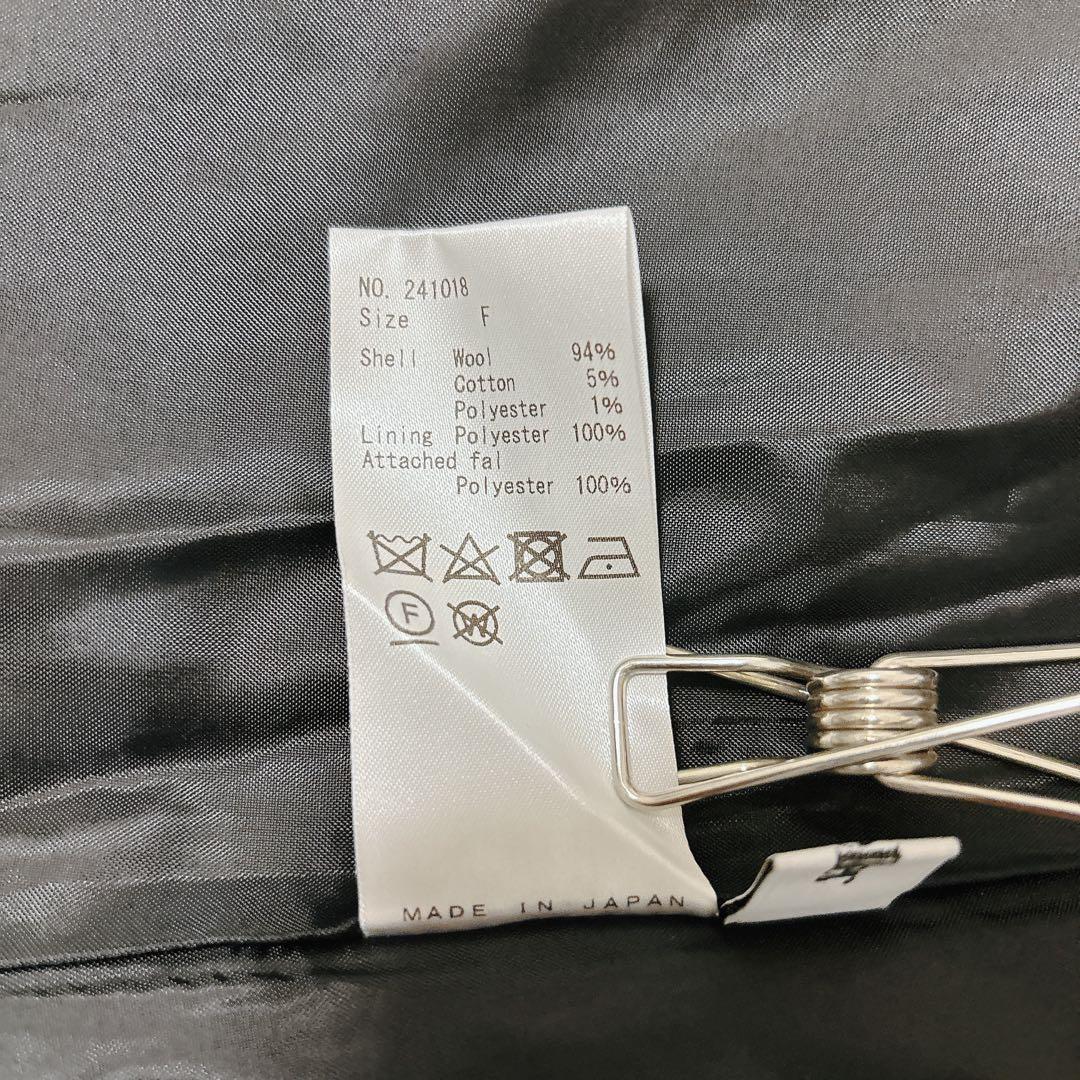 NO. 241018
Size F
Shell Wool 94%
Cotton 5%
Polyester 1%
Lining Polyester 100%
Attached fal
Polyester 100%
F
W
MADE IN JAPAN